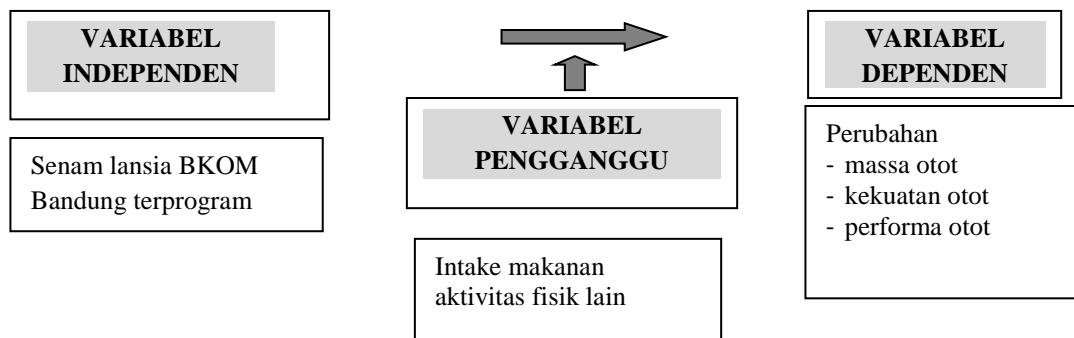 VARIABEL
INDEPENDEN
Senam lansia BKOM
Bandung terprogram
VARIABEL
PENGGANGGU
Intake makanan
aktivitas fisik lain
VARIABEL
DEPENDEN
Perubahan
- massa otot
- kekuatan otot
- performa otot